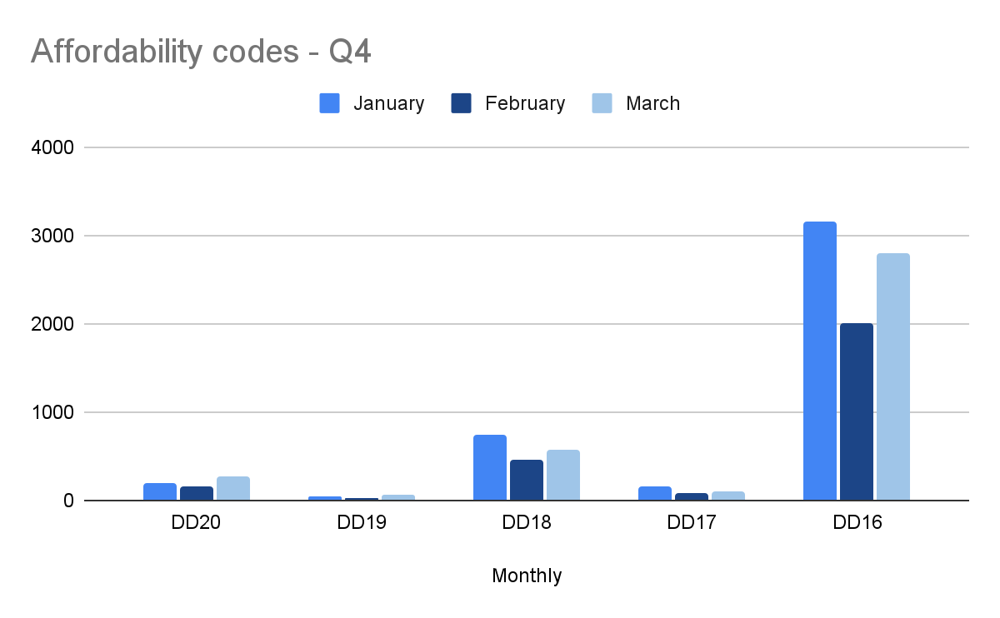 Affordability codes - Q4
January February March
4000
3000
2000
1000
0
DD20 DD19 DD18 DD17 DD16
Monthly